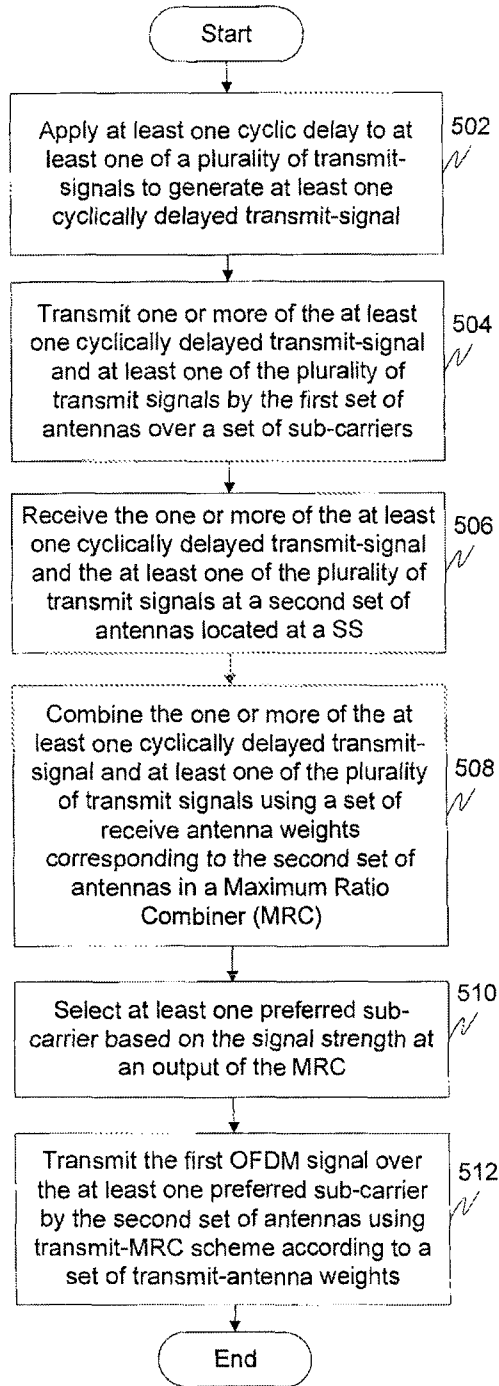 Start
Apply at least one cyclic delay to at
least one of a plurality of transmit-
signals to generate at least one
cyclically delayed transmit-signal
502
Transmit one or more of the at least
one cyclically delayed transmit-signal
and at least one of the plurality of
transmit signals by the first set of
antennas over a set of sub-carriers
504
Receive the one or more of the at least
one cyclically delayed transmit-signal
and the at least one of the plurality of
transmit signals at a second set of
antennas located at a SS
506
Combine the one or more of the at
least one cyclically delayed transmit-
signal and at least one of the plurality
of transmit signals using a set of
receive antenna weights
corresponding to the second set of
antennas in a Maximum Ratio
Combiner (MRC)
508
Select at least one preferred sub-
carrier based on the signal strength at
an output of the MRC
510
Transmit the first OFDM signal over
the at least one preferred sub-carrier
by the second set of antennas using
transmit-MRC scheme according to a
set of transmit-antenna weights
512
End